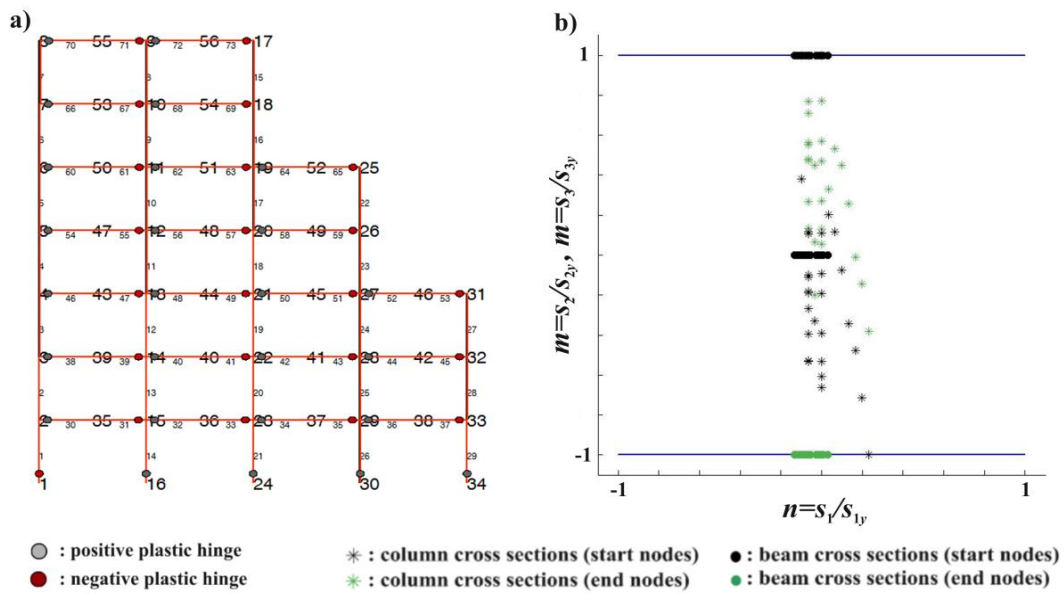 a)
8 70 55 71 9 72 56 73 17
7 8 15
7 66 53 67 10 68 54 69 18
6 9 16
6 60 50 61 11 62 51 63 19 64 52 65 25
5 10 17 22
5 54 47 55 12 56 48 57 20 58 49 59 26
4 11 18 23
4 46 43 47 13 48 44 49 21 50 45 51 27 52 46 53 31
3 12 19 24 27
3 38 39 39 14 40 40 41 22 42 41 43 28 44 42 45 32
2 13 20 25 28
2 30 35 31 15 32 36 33 23 34 37 35 29 36 38 37 33
1 14 21 26 29
1 16 24 30 34
b)
1
m=s2/s2y, m=s3/s3y
-1
-1 1
n=s1/s1y
: positive plastic hinge
: negative plastic hinge
: column cross sections (start nodes)
: column cross sections (end nodes)
: beam cross sections (start nodes)
: beam cross sections (end nodes)